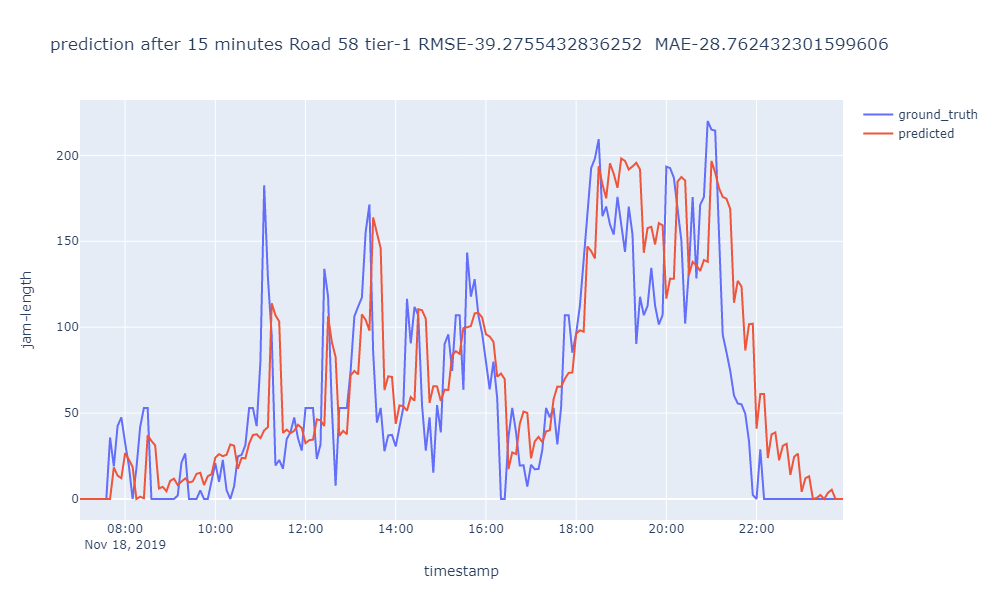 prediction after 15 minutes Road 58 tier-1 RMSE-39.2755432836252  MAE-28.762432301599606
ground_truth
predicted
200
150
100
50
0
jam-length
08:00 10:00 12:00 14:00 16:00 18:00 20:00 22:00
Nov 18, 2019
timestamp